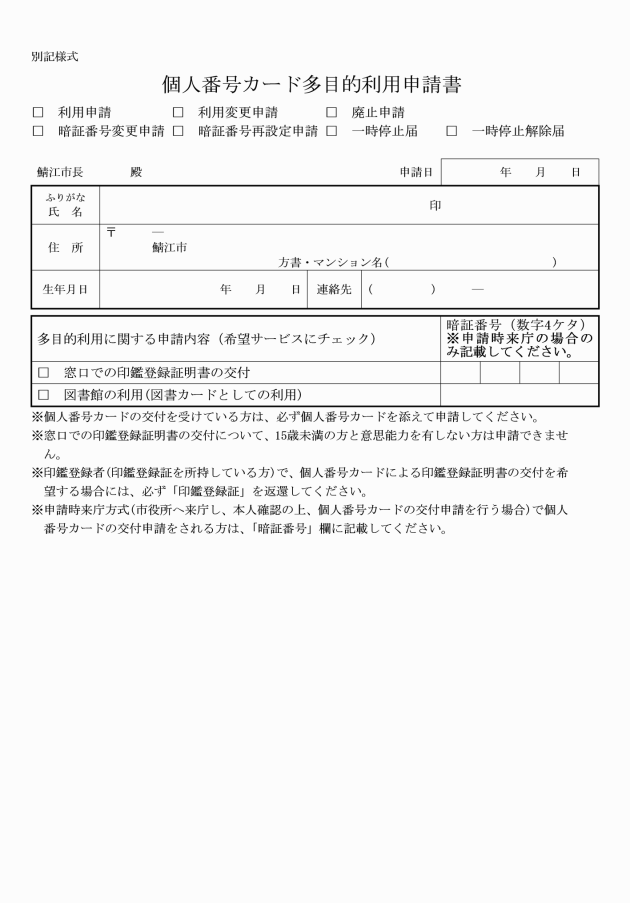 別記様式
個人番号カード多目的利用申請書
□　利用申請　□　利用変更申請　□　廃止申請
□　暗証番号変更申請 □　暗証番号再設定申請 □　一時停止届　□　一時停止解除届
鯖江市長　殿　申請日　年　月　日
ふりがな
氏　名　印
住　所　〒　―
鯖江市
方書・マンション名(　)
生年月日　年　月　日　連絡先　(　)　―
多目的利用に関する申請内容（希望サービスにチェック）
暗証番号（数字4ケタ）
※申請時来庁の場合の
み記載してください。
□　窓口での印鑑登録証明書の交付
□　図書館の利用(図書カードとしての利用)
※個人番号カードの交付を受けている方は、必ず個人番号カードを添えて申請してください。
※窓口での印鑑登録証明書の交付について、15歳未満の方と意思能力を有しない方は申請できませ
ん。
※印鑑登録者(印鑑登録証を所持している方)で、個人番号カードによる印鑑登録証明書の交付を希
望する場合には、必ず「印鑑登録証」を返還してください。
※申請時来庁方式(市役所へ来庁し、本人確認の上、個人番号カードの交付申請を行う場合)で個人
番号カードの交付申請をされる方は、「暗証番号」欄に記載してください。